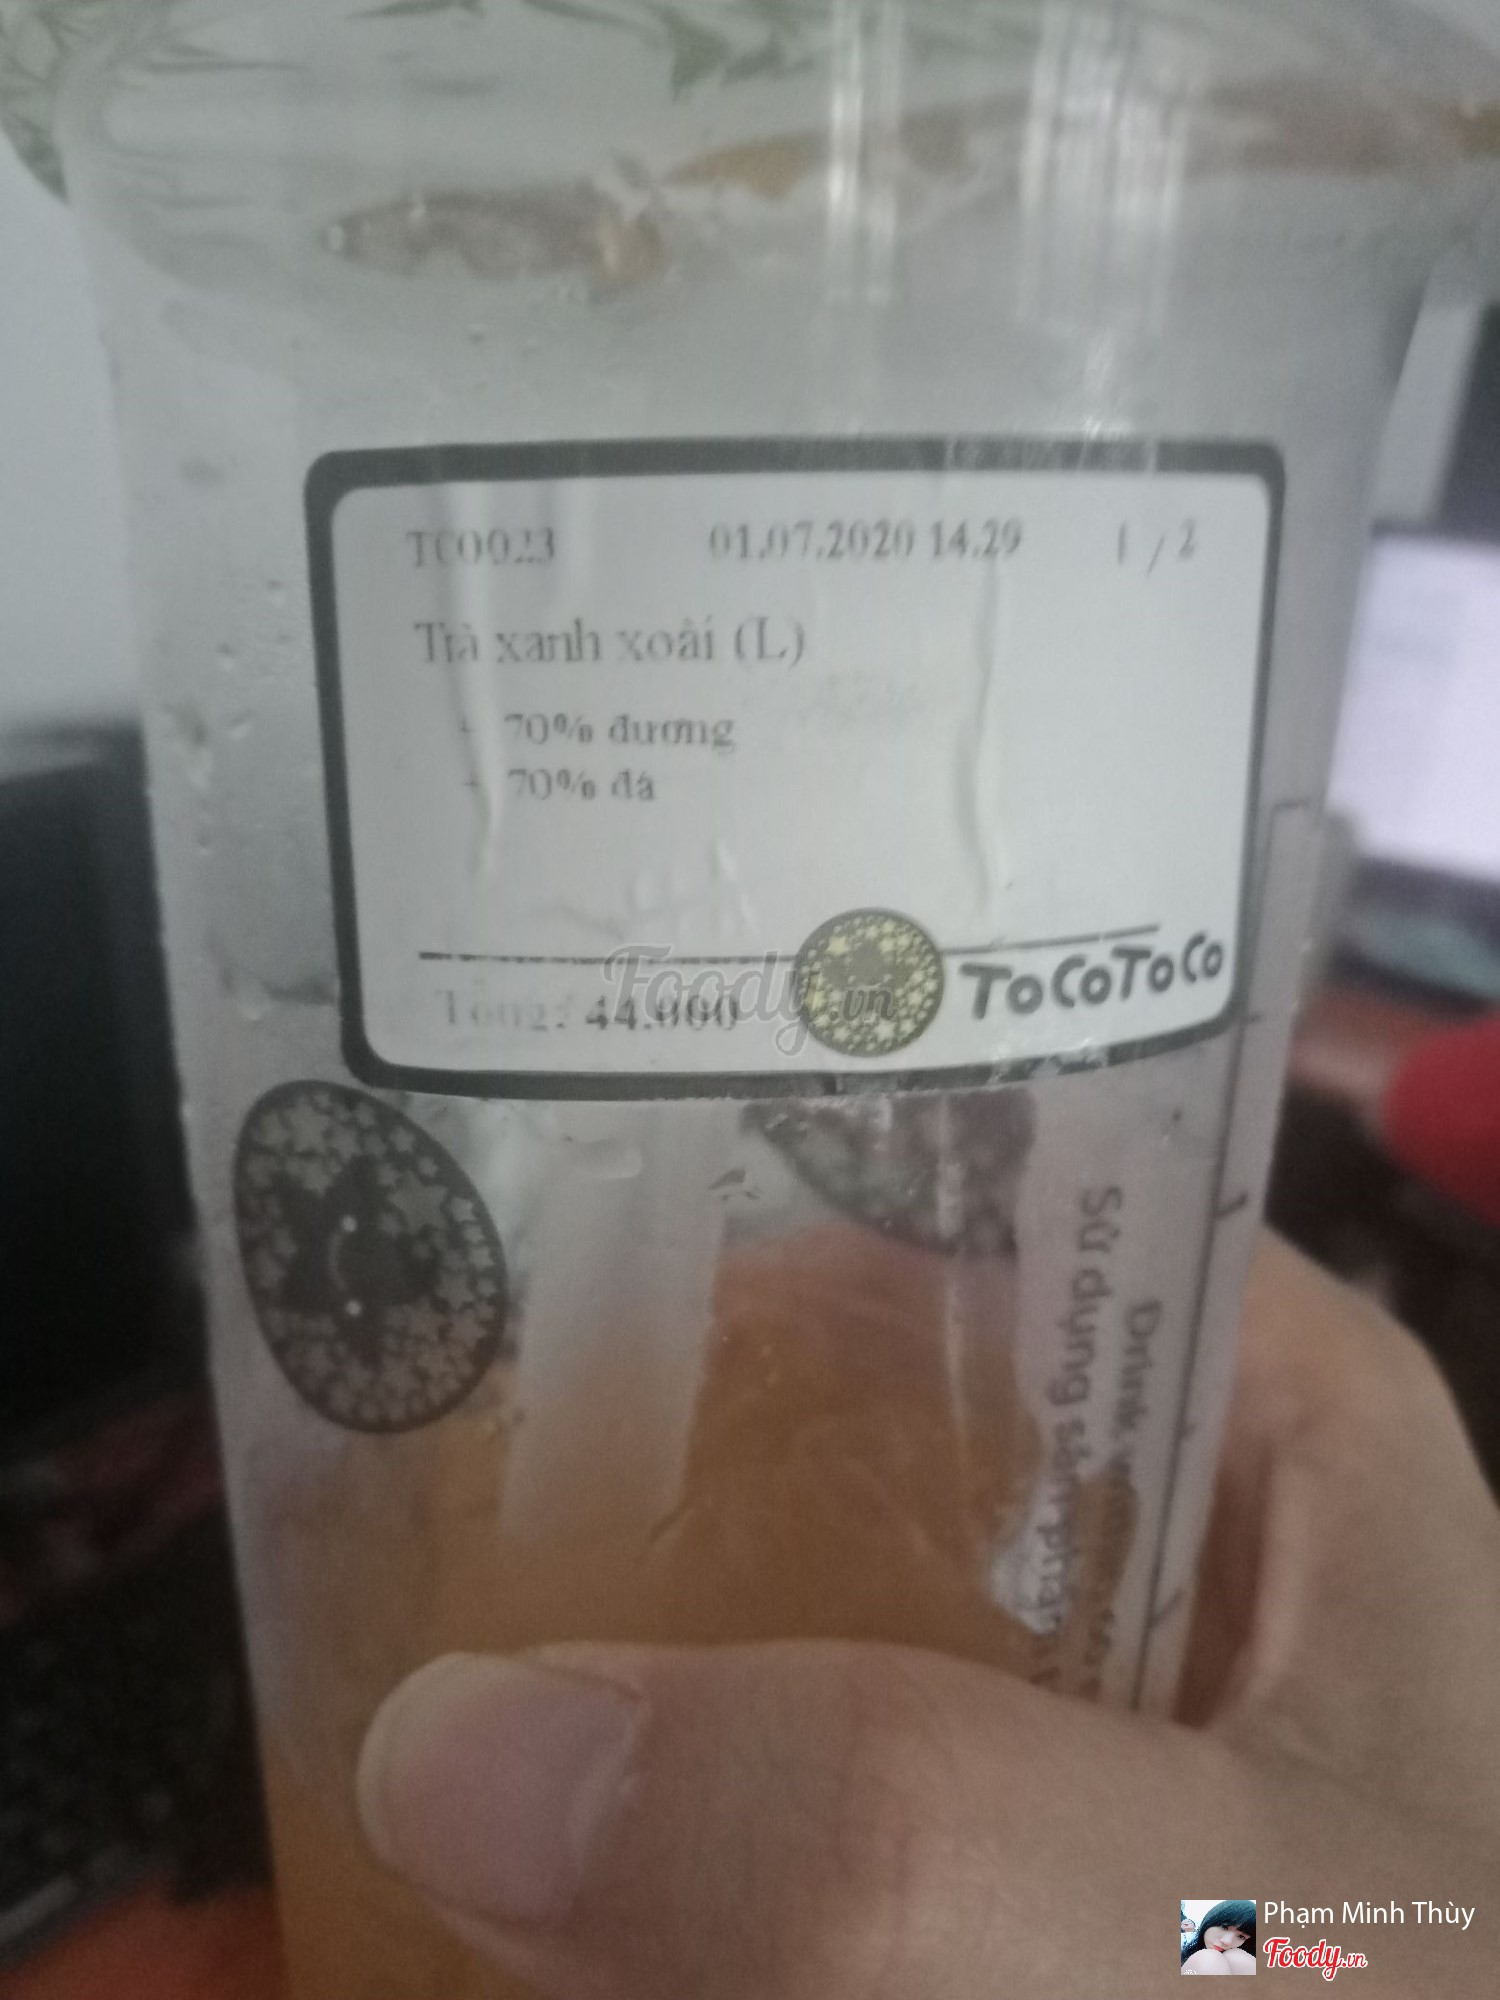 TC0023 01.07.2020 14.29 1 / 2
Trà xanh xoài (L)
+ 70% đường
+ 70% đá
Tổng: 44.000
ToCoToCo
Foody.vn
Sử dụng sản phẩm
Drink
Phạm Minh Thùy
Foody.vn